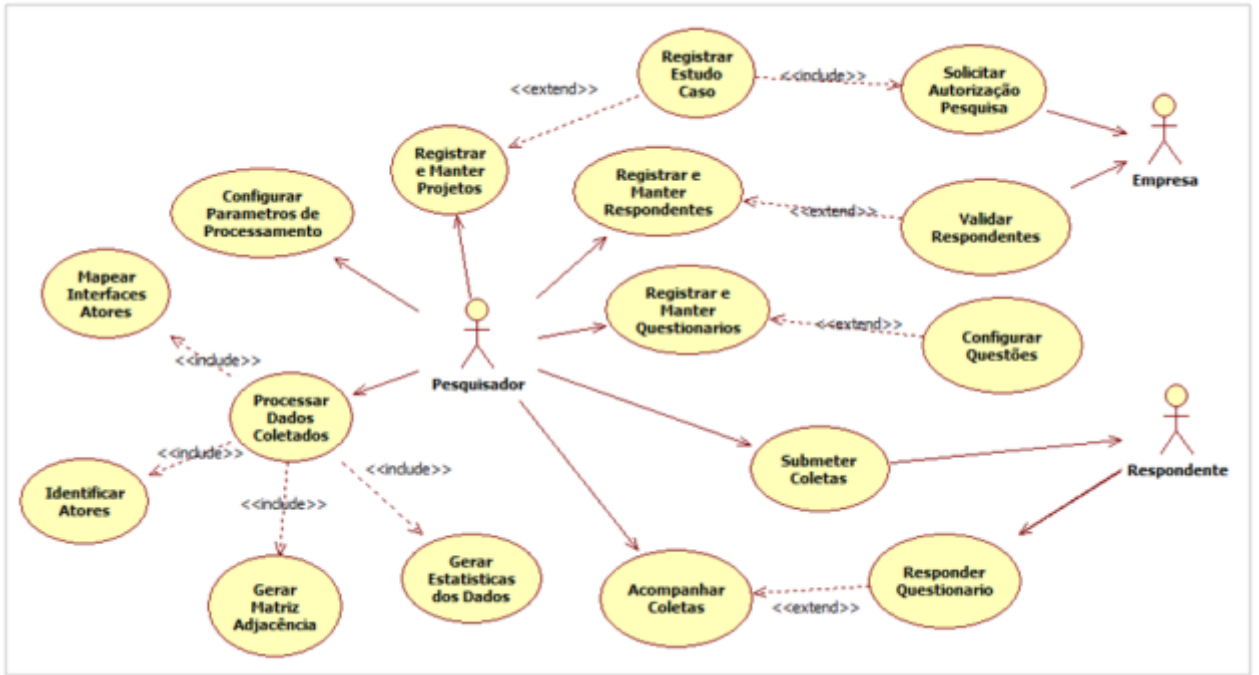 Registrar
Estudo
Caso
<<include>>
Solicitar
Autorização
Pesquisa
<<extend>>
Empresa
Registrar
e Manter
Projetos
Registrar e
Manter
Respondentes
<<extend>>
Validar
Respondentes
Configurar
Parametros de
Processamento
Mapear
Interfaces
Atores
Registrar e
Manter
Questionarios
<<extend>>
Configurar
Questões
<<include>>
Pesquisador
Processar
Dados
Coletados
<<include>>
<<include>>
<<include>>
Identificar
Atores
Submeter
Coletas
Respondente
Gerar
Matriz
Adjacência
Gerar
Estatisticas
dos Dados
Acompanhar
Coletas
<<extend>>
Responder
Questionario